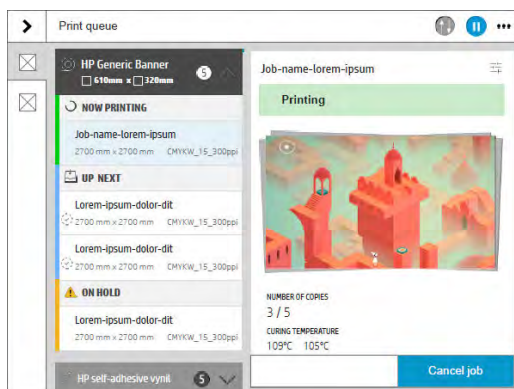 Print queue
HP Generic Banner
610mm x 320mm
5
NOW PRINTING
Job-name-lorem-ipsum
2700 mm x 2700 mm CMYKW_15_300ppi
UP NEXT
Lorem-ipsum-dolor-dit
2700 mm x 2700 mm CMYKW_15_300ppi
Lorem-ipsum-dolor-dit
2700 mm x 2700 mm CMYKW_15_300ppi
ON HOLD
Lorem-ipsum-dolor-dit
2700 mm x 2700 mm CMYKW_15_300ppi
HP self-adhesive vynil 5
Job-name-lorem-ipsum
Printing
NUMBER OF COPIES
3 / 5
CURING TEMPERATURE
109ºC 105ºC
Cancel job